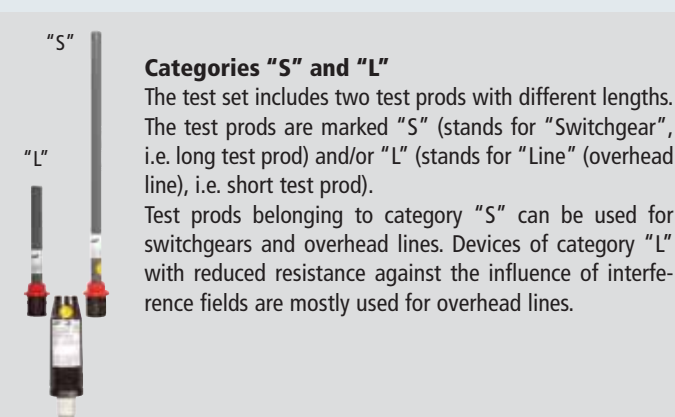 "S"
"L"
Categories "S" and "L"
The test set includes two test prods with different lengths.
The test prods are marked "S" (stands for "Switchgear",
i.e. long test prod) and/or "L" (stands for "Line" (overhead
line), i.e. short test prod).
Test prods belonging to category "S" can be used for
switchgears and overhead lines. Devices of category "L"
with reduced resistance against the influence of interfe-
rence fields are mostly used for overhead lines.